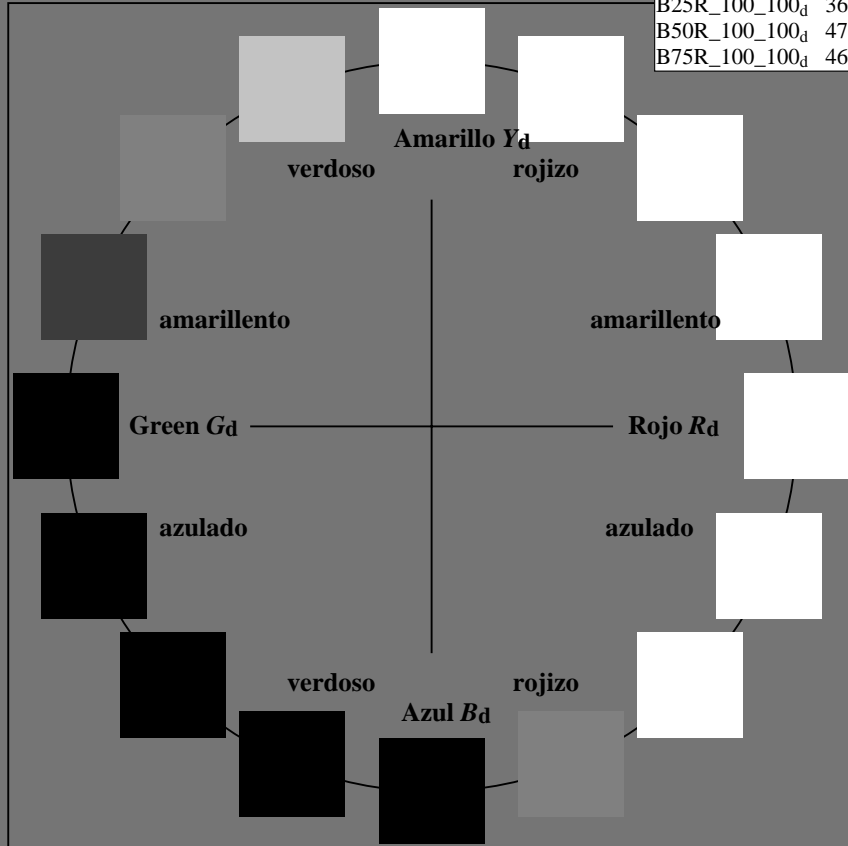 B25R_100_100d 36
B50R_100_100d 47
B75R_100_100d 46
Amarillo Yd
verdoso rojizo
amarillento amarillento
Green Gd Rojo Rd
azulado azulado
verdoso rojizo
Azul Bd